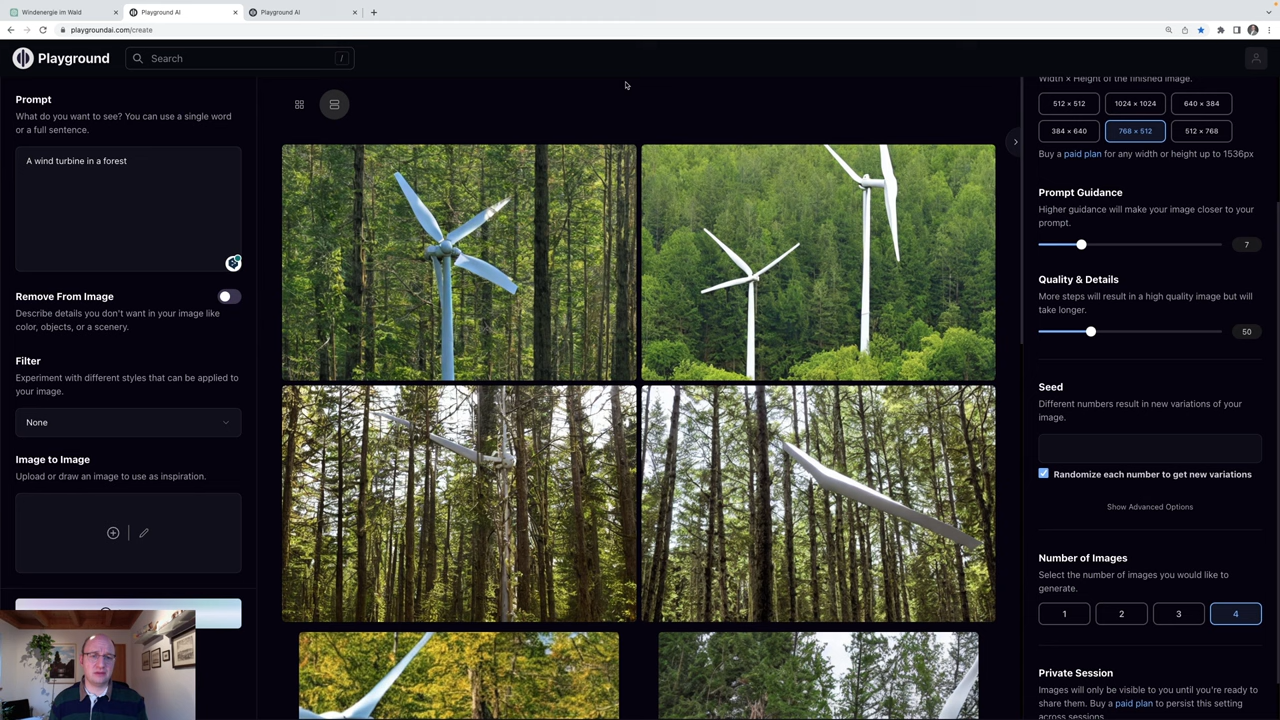 Windenergie im Wald
Playground AI
Playground AI
playgroundai.com/create
Playground
Search
/
Prompt
What do you want to see? You can use a single word
or a full sentence.
A wind turbine in a forest
Remove From Image
Describe details you don't want in your image like
color, objects, or a scenery.
Filter
Experiment with different styles that can be applied to
your image.
None
Image to Image
Upload or draw an image to use as inspiration.
Width × Height of the finished image.
512 × 512
1024 × 1024
640 × 384
384 × 640
768 × 512
512 × 768
Buy a paid plan for any width or height up to 1536px
Prompt Guidance
Higher guidance will make your image closer to your
prompt.
7
Quality & Details
More steps will result in a high quality image but will
take longer.
50
Seed
Different numbers result in new variations of your
image.
Randomize each number to get new variations
Show Advanced Options
Number of Images
Select the number of images you would like to
generate.
1
2
3
4
Private Session
Images will only be visible to you until you're ready to
share them. Buy a paid plan to persist this setting
across sessions.